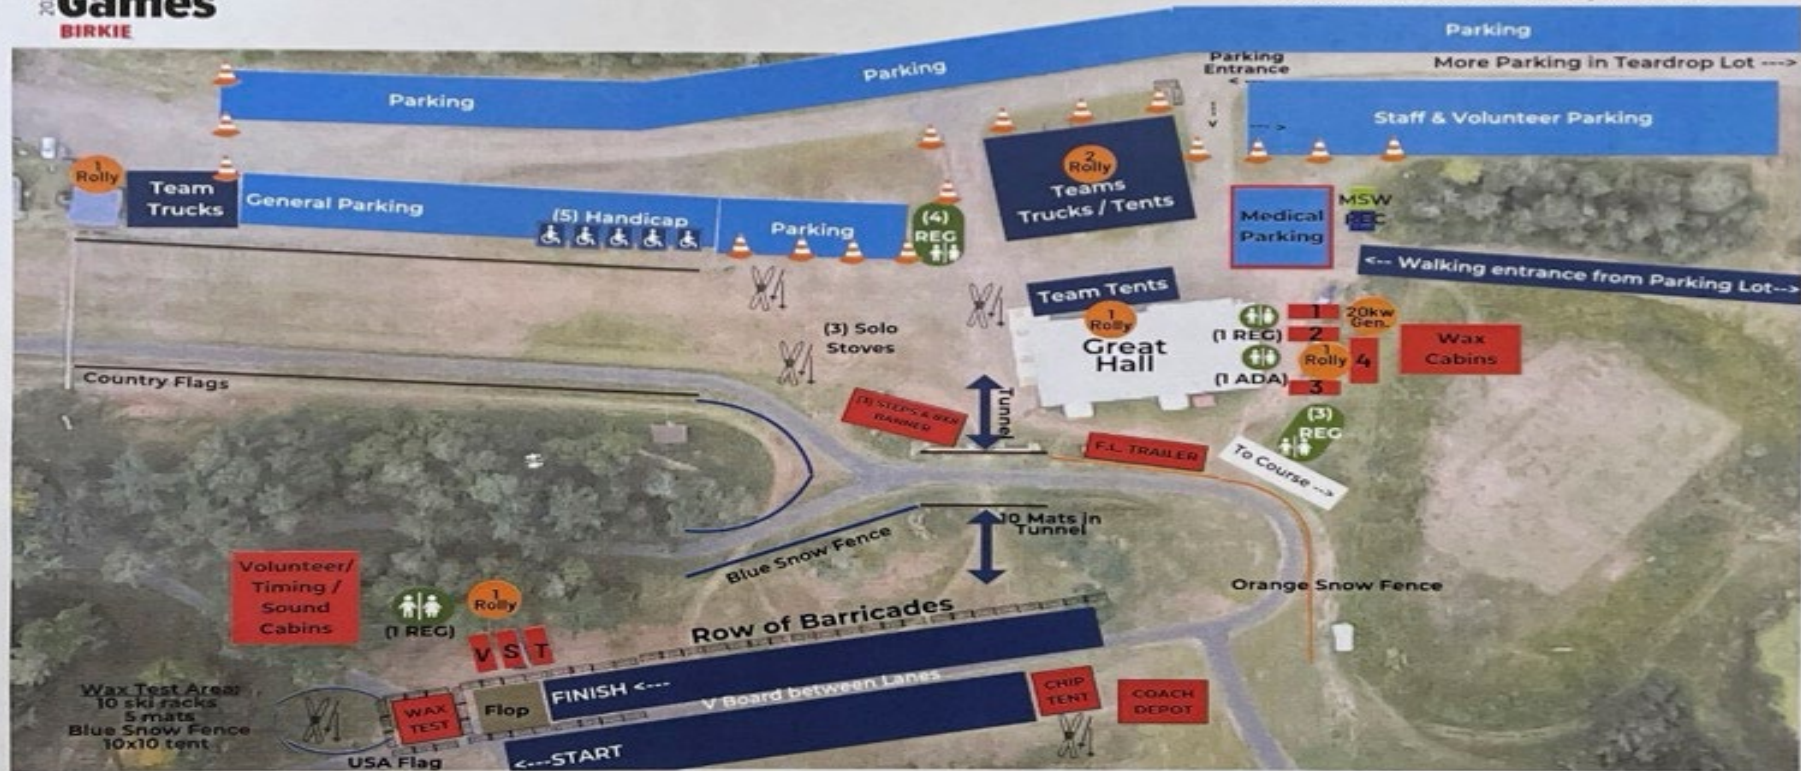 Games
BIRKIE
Parking
Parking
Parking
Parking
Entrance
<-
More Parking in Teardrop Lot --->
Staff & Volunteer Parking
1
Rolly
Team
Trucks
General Parking
(5) Handicap
Parking
(4)
REG
2
Rolly
Teams
Trucks / Tents
Medical
Parking
MSW
REC
<-- Walking entrance from Parking Lot-->
Team Tents
1
Rolly
Great
Hall
(1 REG)
(1 ADA)
1
2
3
4
20kw
Gen.
1
Rolly
Wax
Cabins
(3)
REG
(3) Solo
Stoves
Country Flags
Tunnel
BANNER
F.L. TRAILER
To Course -->
10 Mats in
Tunnel
Blue Snow Fence
Orange Snow Fence
Volunteer/
Timing /
Sound
Cabins
(1 REG)
1
Rolly
V S T
Row of Barricades
FINISH <---
V Board between Lanes
<---START
Flop
WAX
TEST
CHIP
TENT
COACH
DEPOT
Wax Test Area:
10 ski racks
5 mats
Blue Snow Fence
10x10 tent
USA Flag